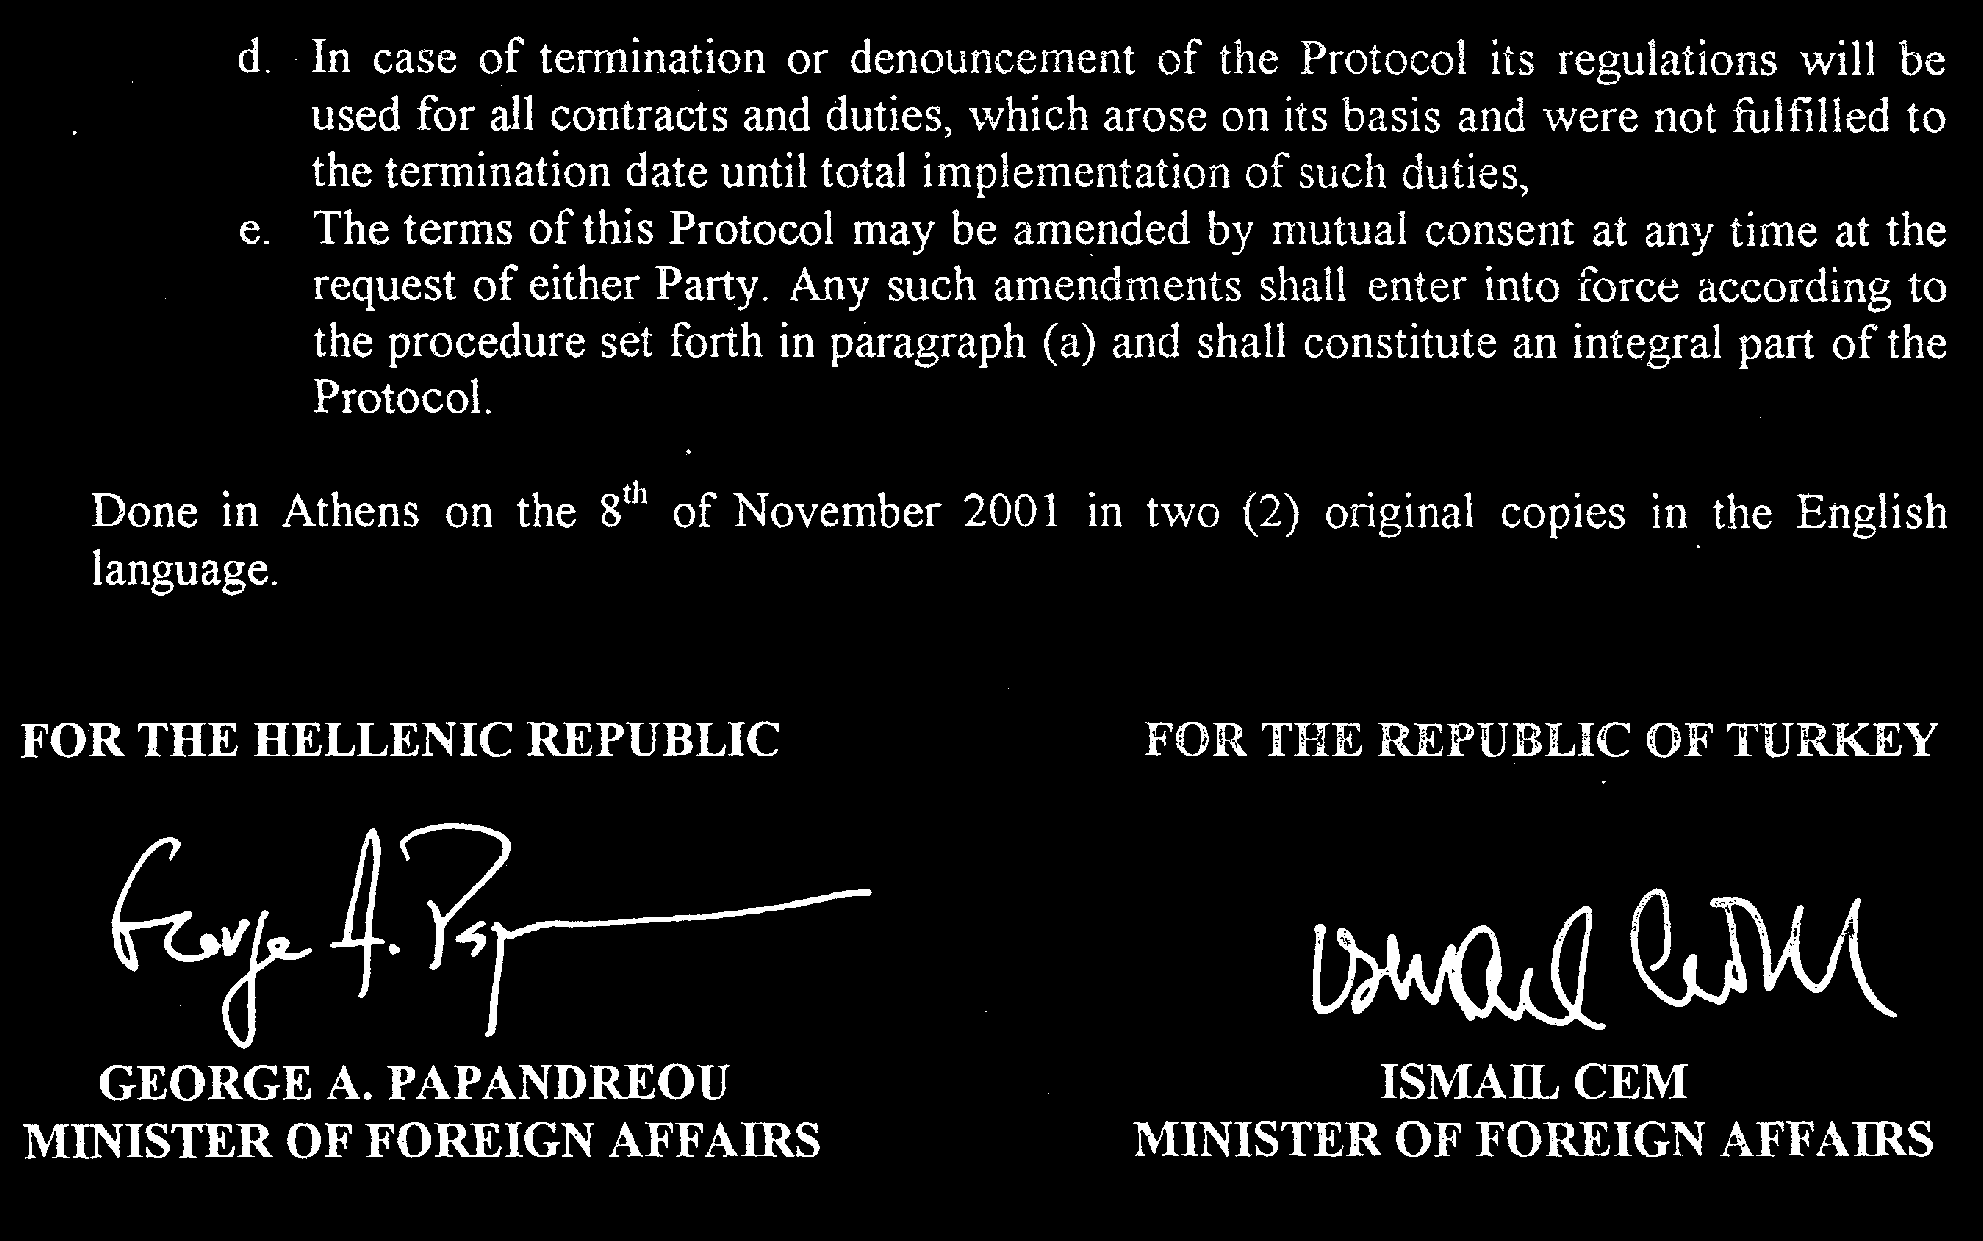 d. In case of termination or denouncement of the Protocol its regulations will be
used for all contracts and duties, which arose on its basis and were not fulfilled to
the termination date until total implementation of such duties,
e. The terms of this Protocol may be amended by mutual consent at any time at the
request of either Party. Any such amendments shall enter into force according to
the procedure set forth in paragraph (a) and shall constitute an integral part of the
Protocol.
Done in Athens on the 8th of November 2001 in two (2) original copies in the English
language.
FOR THE HELLENIC REPUBLIC FOR THE REPUBLIC OF TURKEY
George A. Pap Ismail Cem
GEORGE A. PAPANDREOU ISMAIL CEM
MINISTER OF FOREIGN AFFAIRS MINISTER OF FOREIGN AFFAIRS